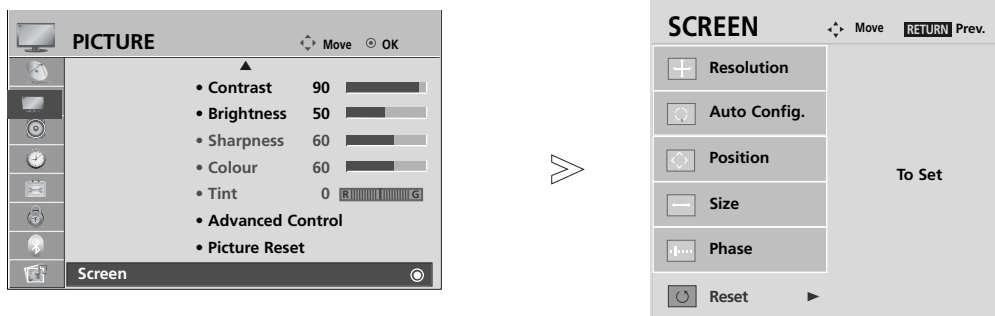 PICTURE Move OK
• Contrast 90
• Brightness 50
• Sharpness 60
• Colour 60
• Tint 0 R G
• Advanced Control
• Picture Reset
Screen
SCREEN Move RETURN Prev.
Resolution
Auto Config.
Position
Size
Phase
Reset
To Set